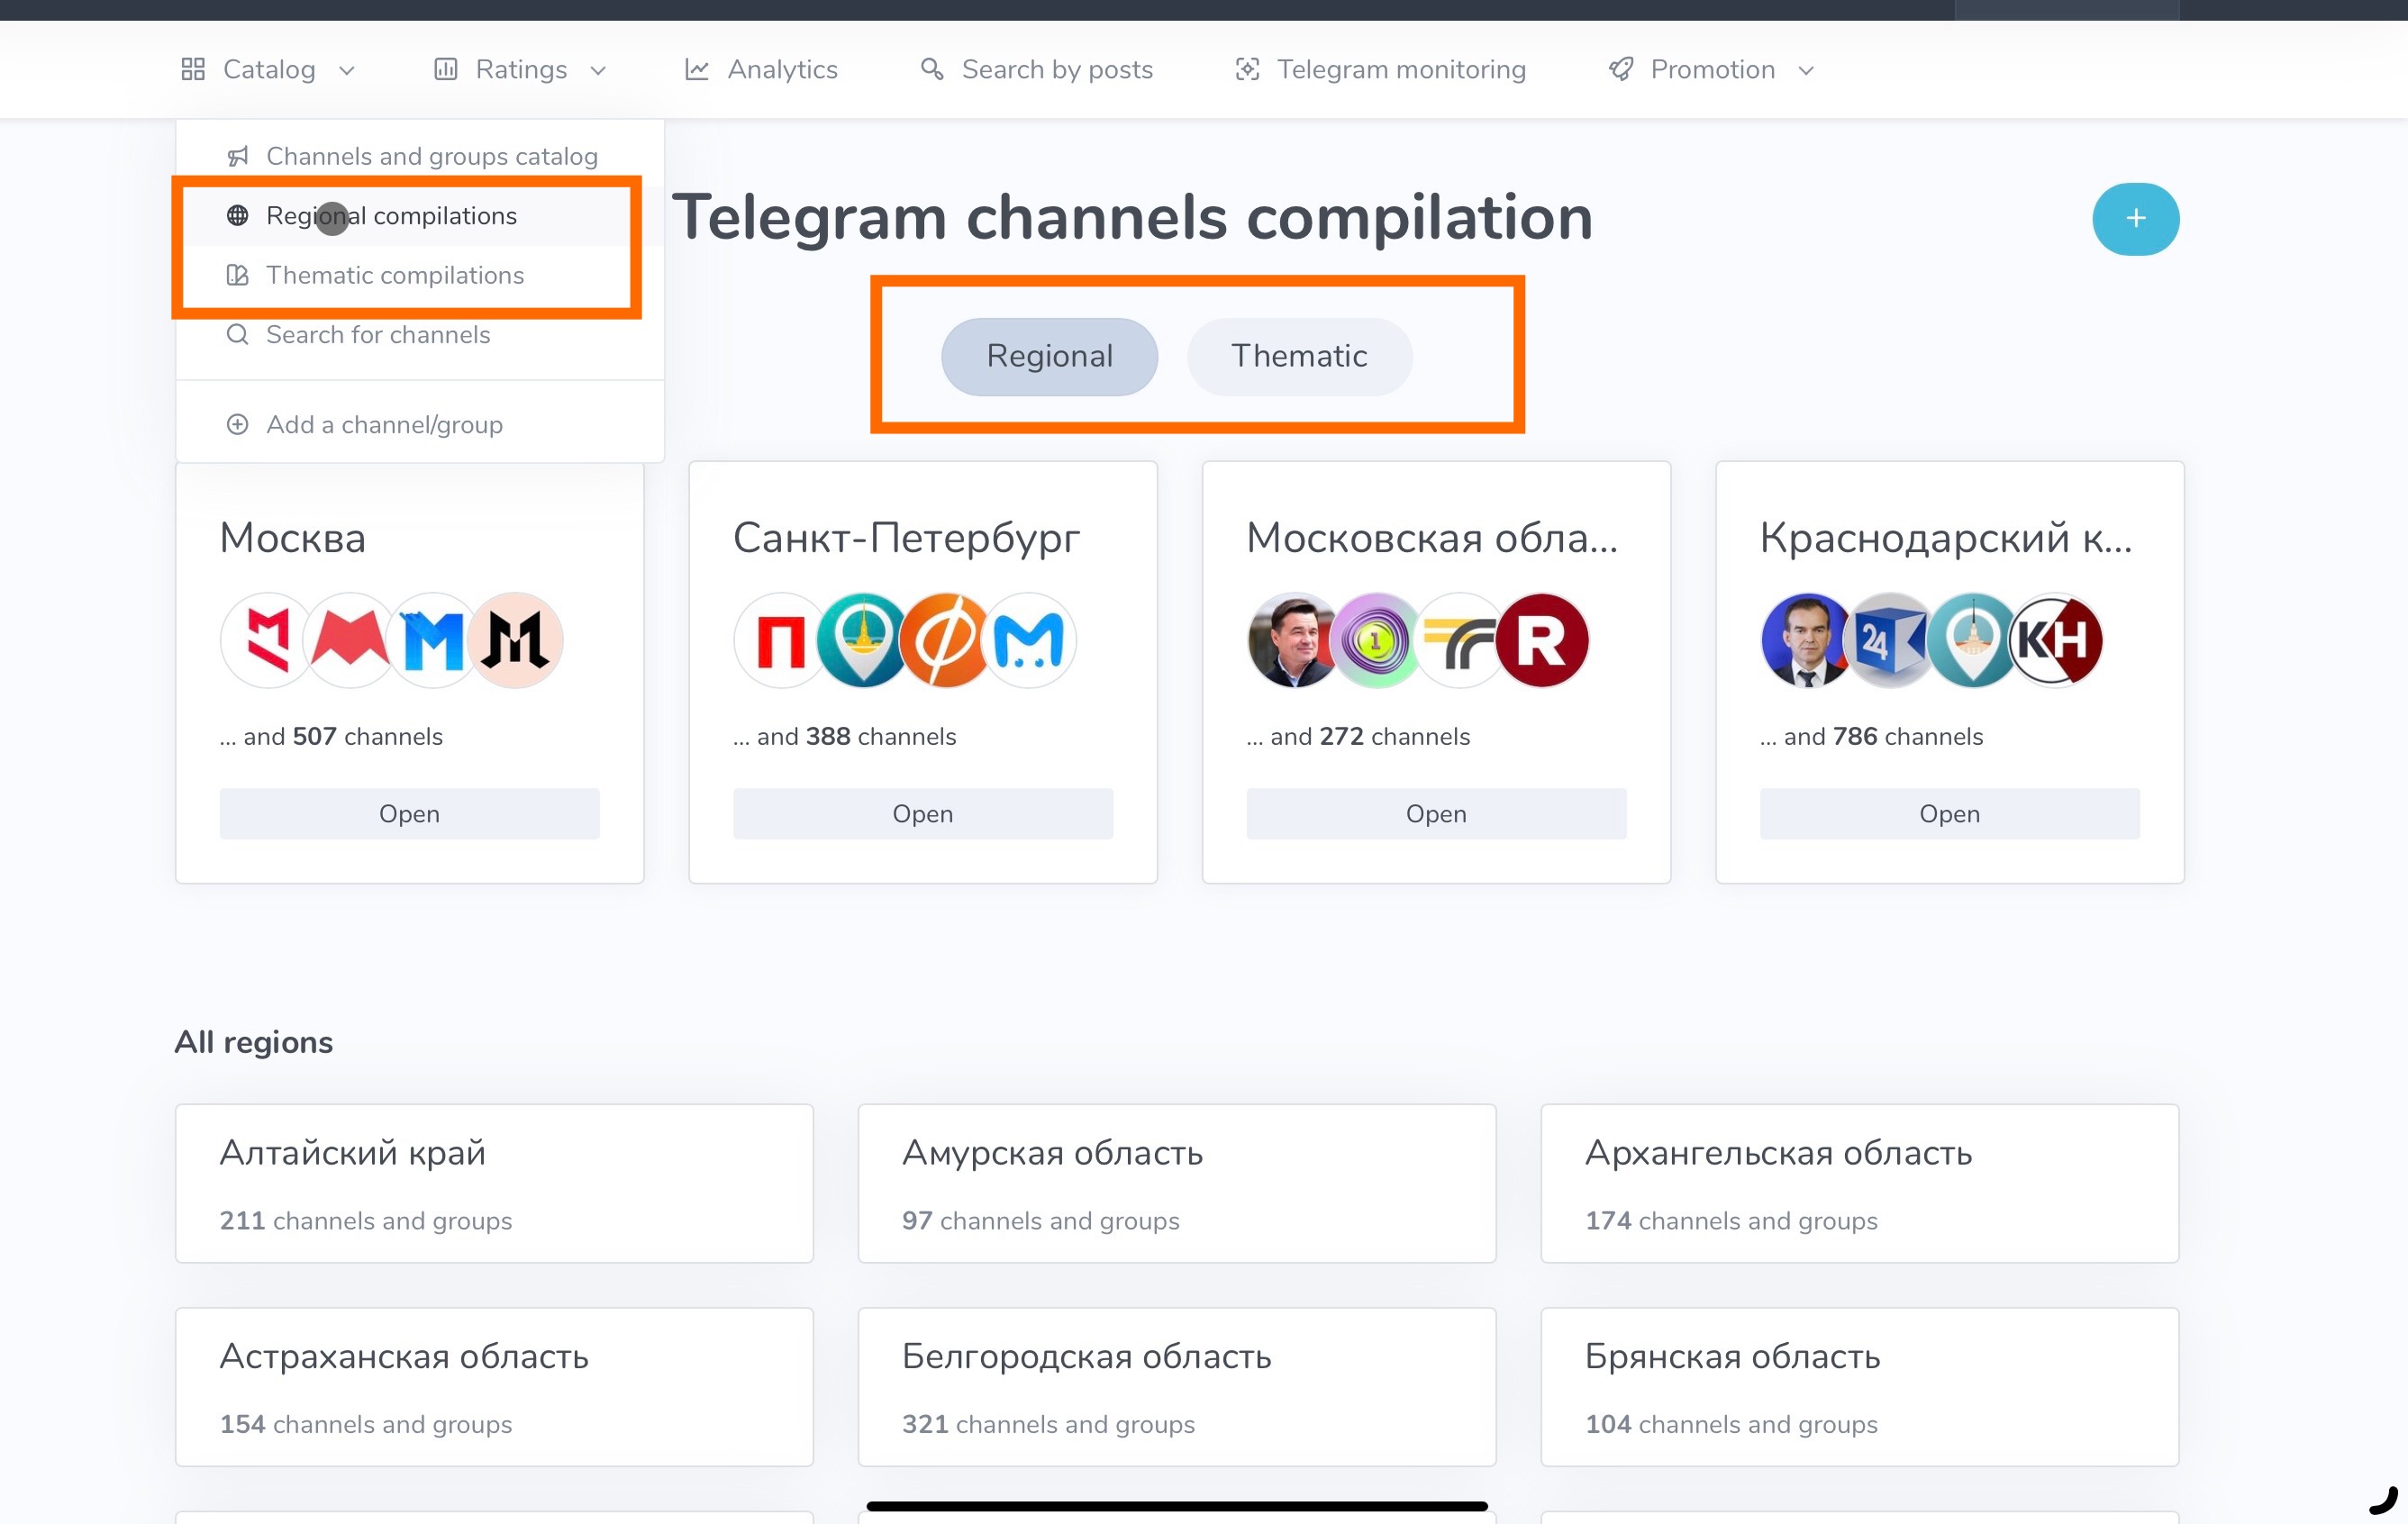 Catalog
Ratings
Analytics
Search by posts
Telegram monitoring
Promotion
Channels and groups catalog
Regional compilations
Thematic compilations
Search for channels
Add a channel/group
Telegram channels compilation
+
Regional
Thematic
Москва
... and 507 channels
Open
Санкт-Петербург
П
... and 388 channels
Open
Московская обла...
1
R
... and 272 channels
Open
Краснодарский к...
24
КН
... and 786 channels
Open
All regions
Алтайский край
211 channels and groups
Амурская область
97 channels and groups
Архангельская область
174 channels and groups
Астраханская область
154 channels and groups
Белгородская область
321 channels and groups
Брянская область
104 channels and groups